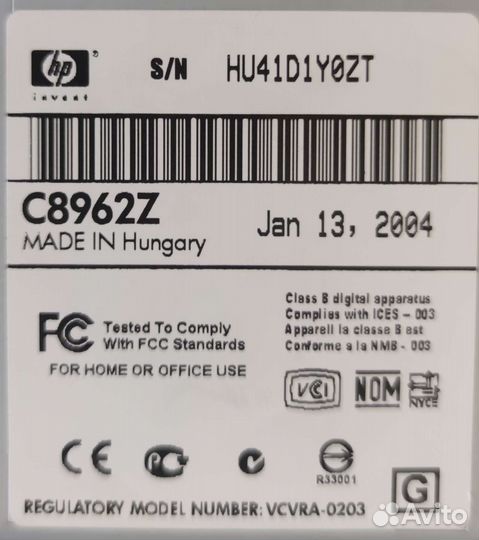 hp
invent
S/N HU41D1Y0ZT
C8962Z
Jan 13, 2004
MADE IN Hungary
Class B digital apparatus
Complies with ICES - 003
Appareil la classe B est
Conforme a la NMB - 003
FC Tested To Comply
With FCC Standards
FOR HOME OR OFFICE USE
VCI NOM NYCE
CE PC
R33001
G
REGULATORY MODEL NUMBER: VCVRA-0203
Avito